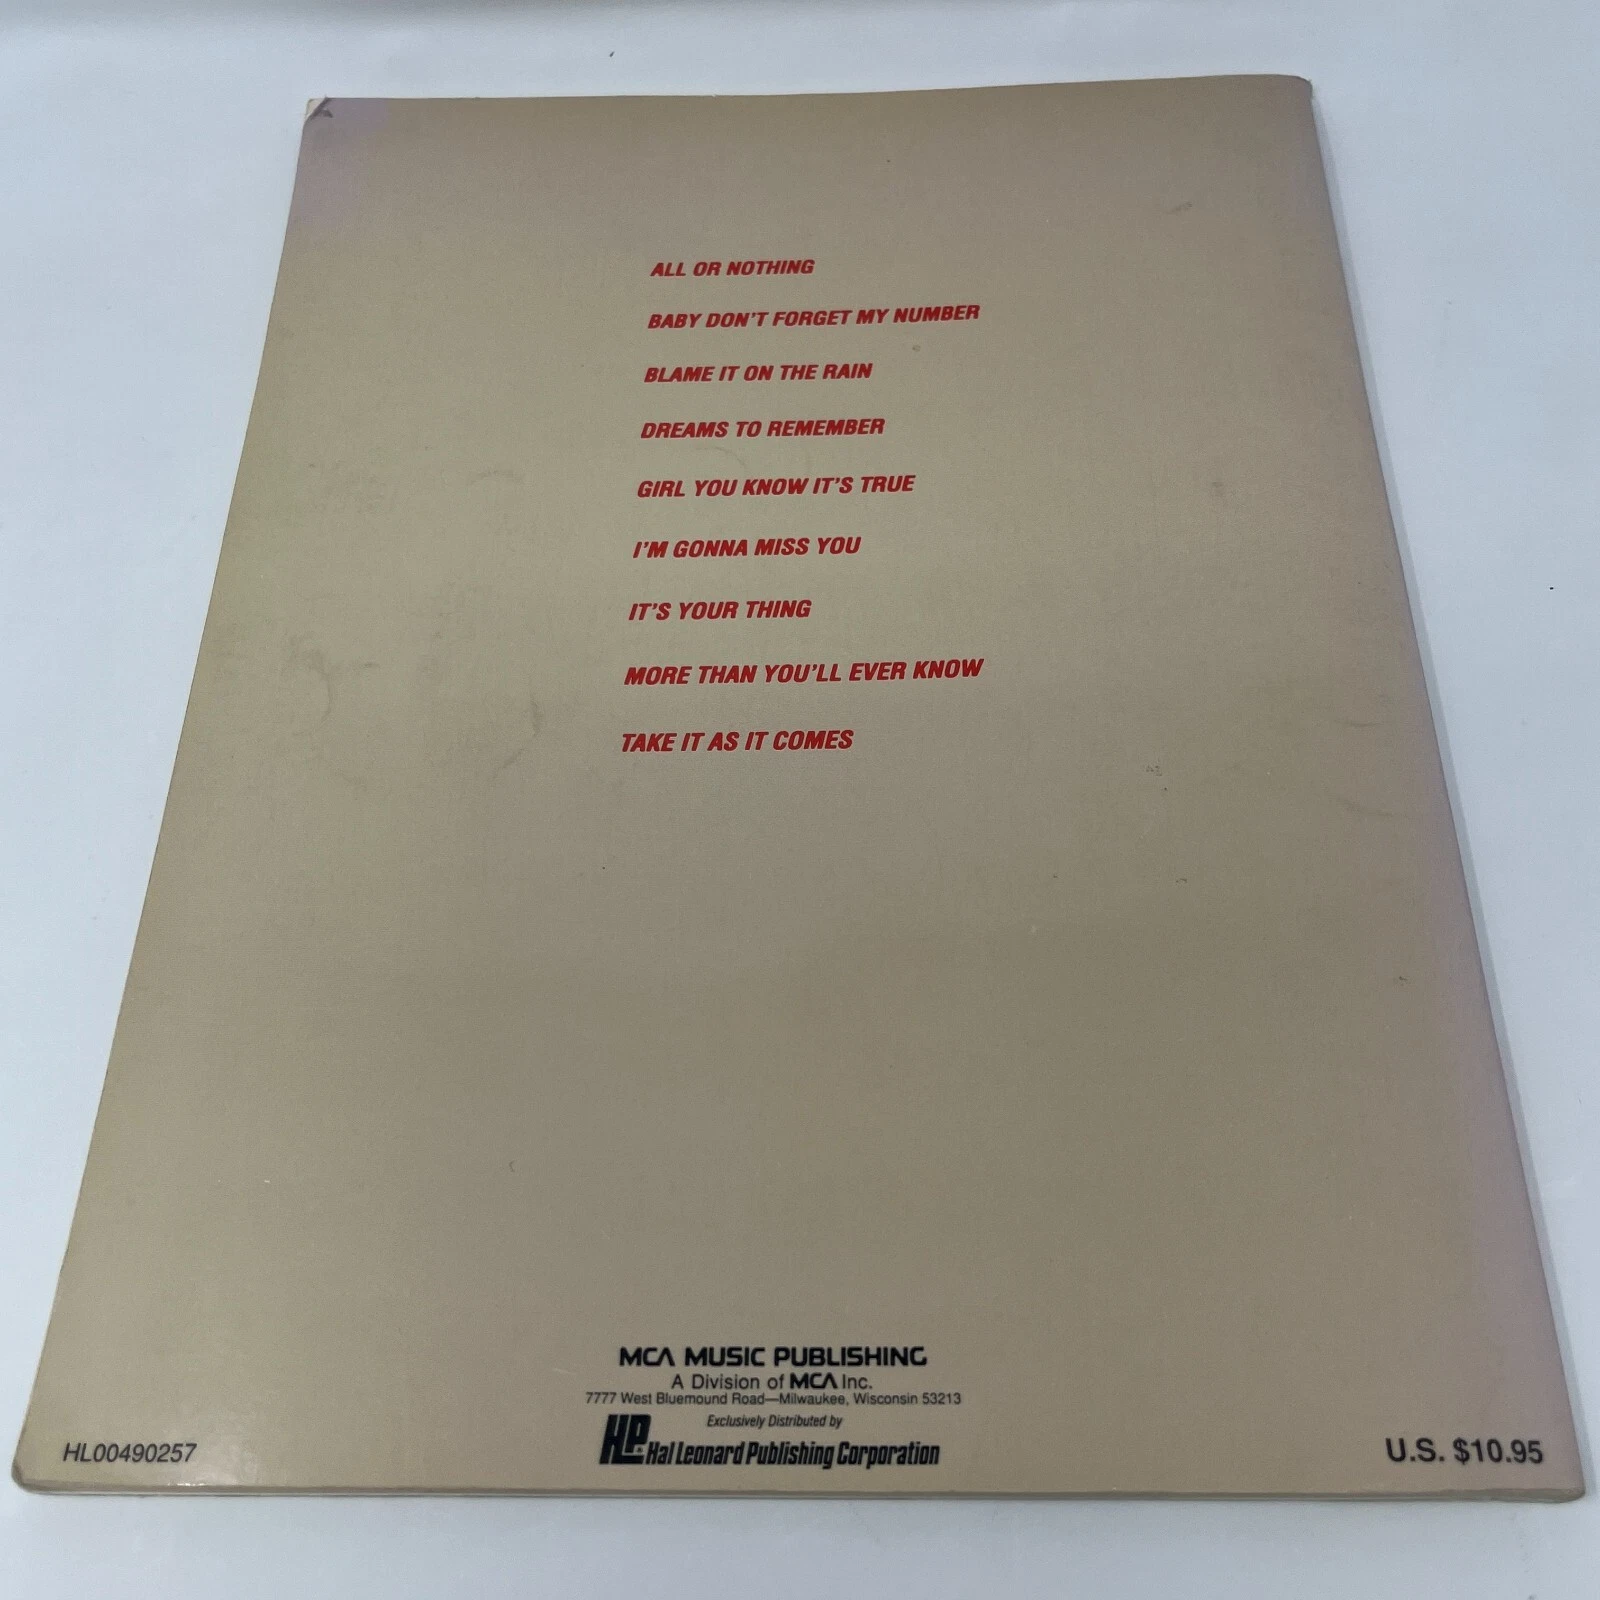 ALL OR NOTHING
BABY DON'T FORGET MY NUMBER
BLAME IT ON THE RAIN
DREAMS TO REMEMBER
GIRL YOU KNOW IT'S TRUE
I'M GONNA MISS YOU
IT'S YOUR THING
MORE THAN YOU'LL EVER KNOW
TAKE IT AS IT COMES
MCA MUSIC PUBLISHING
A Division of MCA Inc.
7777 West Bluemound Road—Milwaukee, Wisconsin 53213
Exclusively Distributed by
HLP® Hal Leonard Publishing Corporation
HL00490257
U.S. $10.95